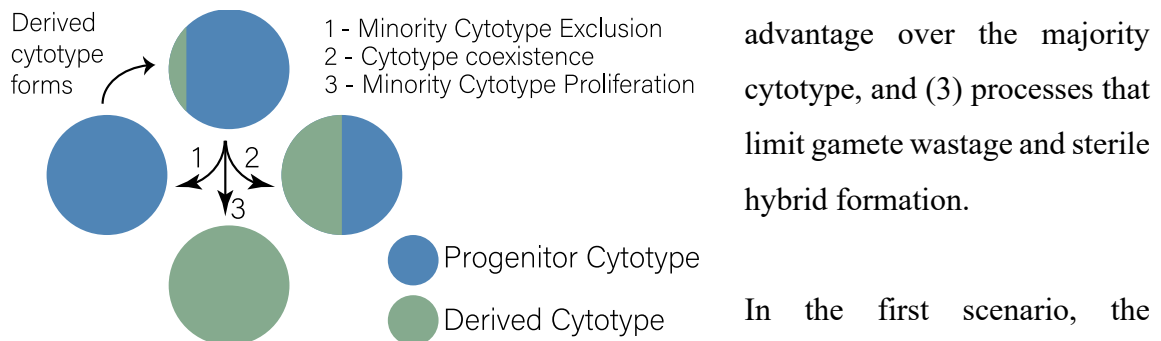 Derived
cytotype
forms
1 - Minority Cytotype Exclusion
2 - Cytotype coexistence
3 - Minority Cytotype Proliferation
1
2
3
Progenitor Cytotype
Derived Cytotype
advantage over the majority
cytotype, and (3) processes that
limit gamete wastage and sterile
hybrid formation.
In the first scenario, the